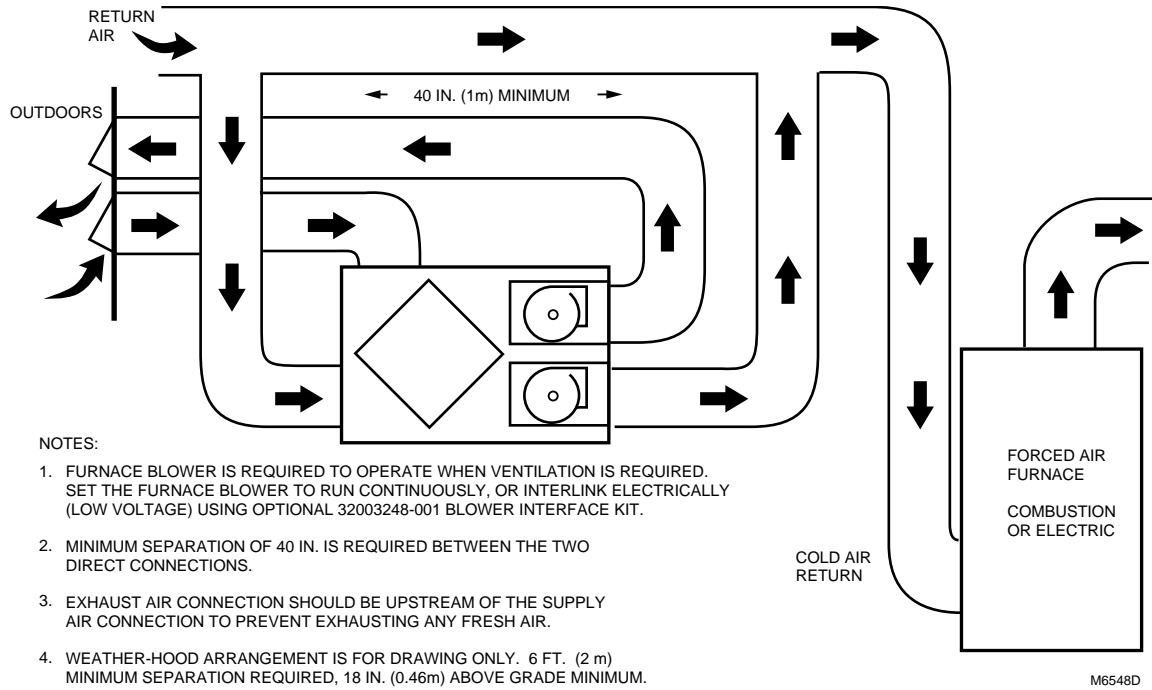 RETURN
AIR
OUTDOORS
40 IN. (1m) MINIMUM
NOTES:
1. FURNACE BLOWER IS REQUIRED TO OPERATE WHEN VENTILATION IS REQUIRED.
SET THE FURNACE BLOWER TO RUN CONTINUOUSLY, OR INTERLINK ELECTRICALLY
(LOW VOLTAGE) USING OPTIONAL 32003248-001 BLOWER INTERFACE KIT.
2. MINIMUM SEPARATION OF 40 IN. IS REQUIRED BETWEEN THE TWO
DIRECT CONNECTIONS.
3. EXHAUST AIR CONNECTION SHOULD BE UPSTREAM OF THE SUPPLY
AIR CONNECTION TO PREVENT EXHAUSTING ANY FRESH AIR.
4. WEATHER-HOOD ARRANGEMENT IS FOR DRAWING ONLY. 6 FT. (2 m)
MINIMUM SEPARATION REQUIRED, 18 IN. (0.46m) ABOVE GRADE MINIMUM.
COLD AIR
RETURN
FORCED AIR
FURNACE
COMBUSTION
OR ELECTRIC
M6548D